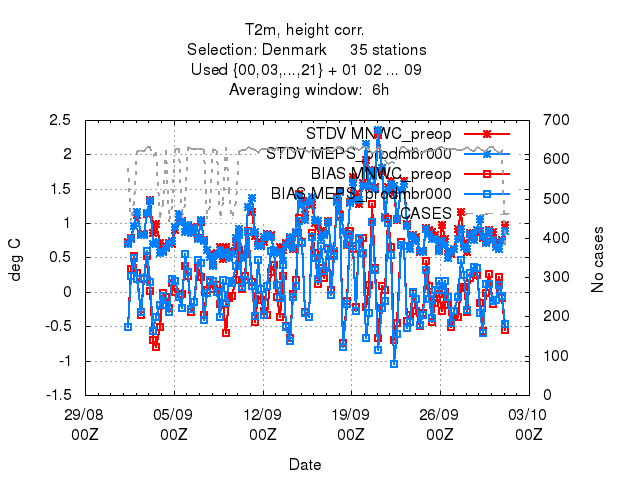 T2m, height corr.
Selection: Denmark 35 stations
Used {00,03,...,21} + 01 02 ... 09
Averaging window: 6h
2.5
2
1.5
1
0.5
0
-0.5
-1
-1.5
deg C
700
600
500
400
300
200
100
0
No cases
STDV MNWC_preop
STDV MEPS_prodmbr000
BIAS MNWC_preop
BIAS MEPS_prodmbr000
CASES
29/08 05/09 12/09 19/09 26/09 03/10
00Z 00Z 00Z 00Z 00Z 00Z
Date